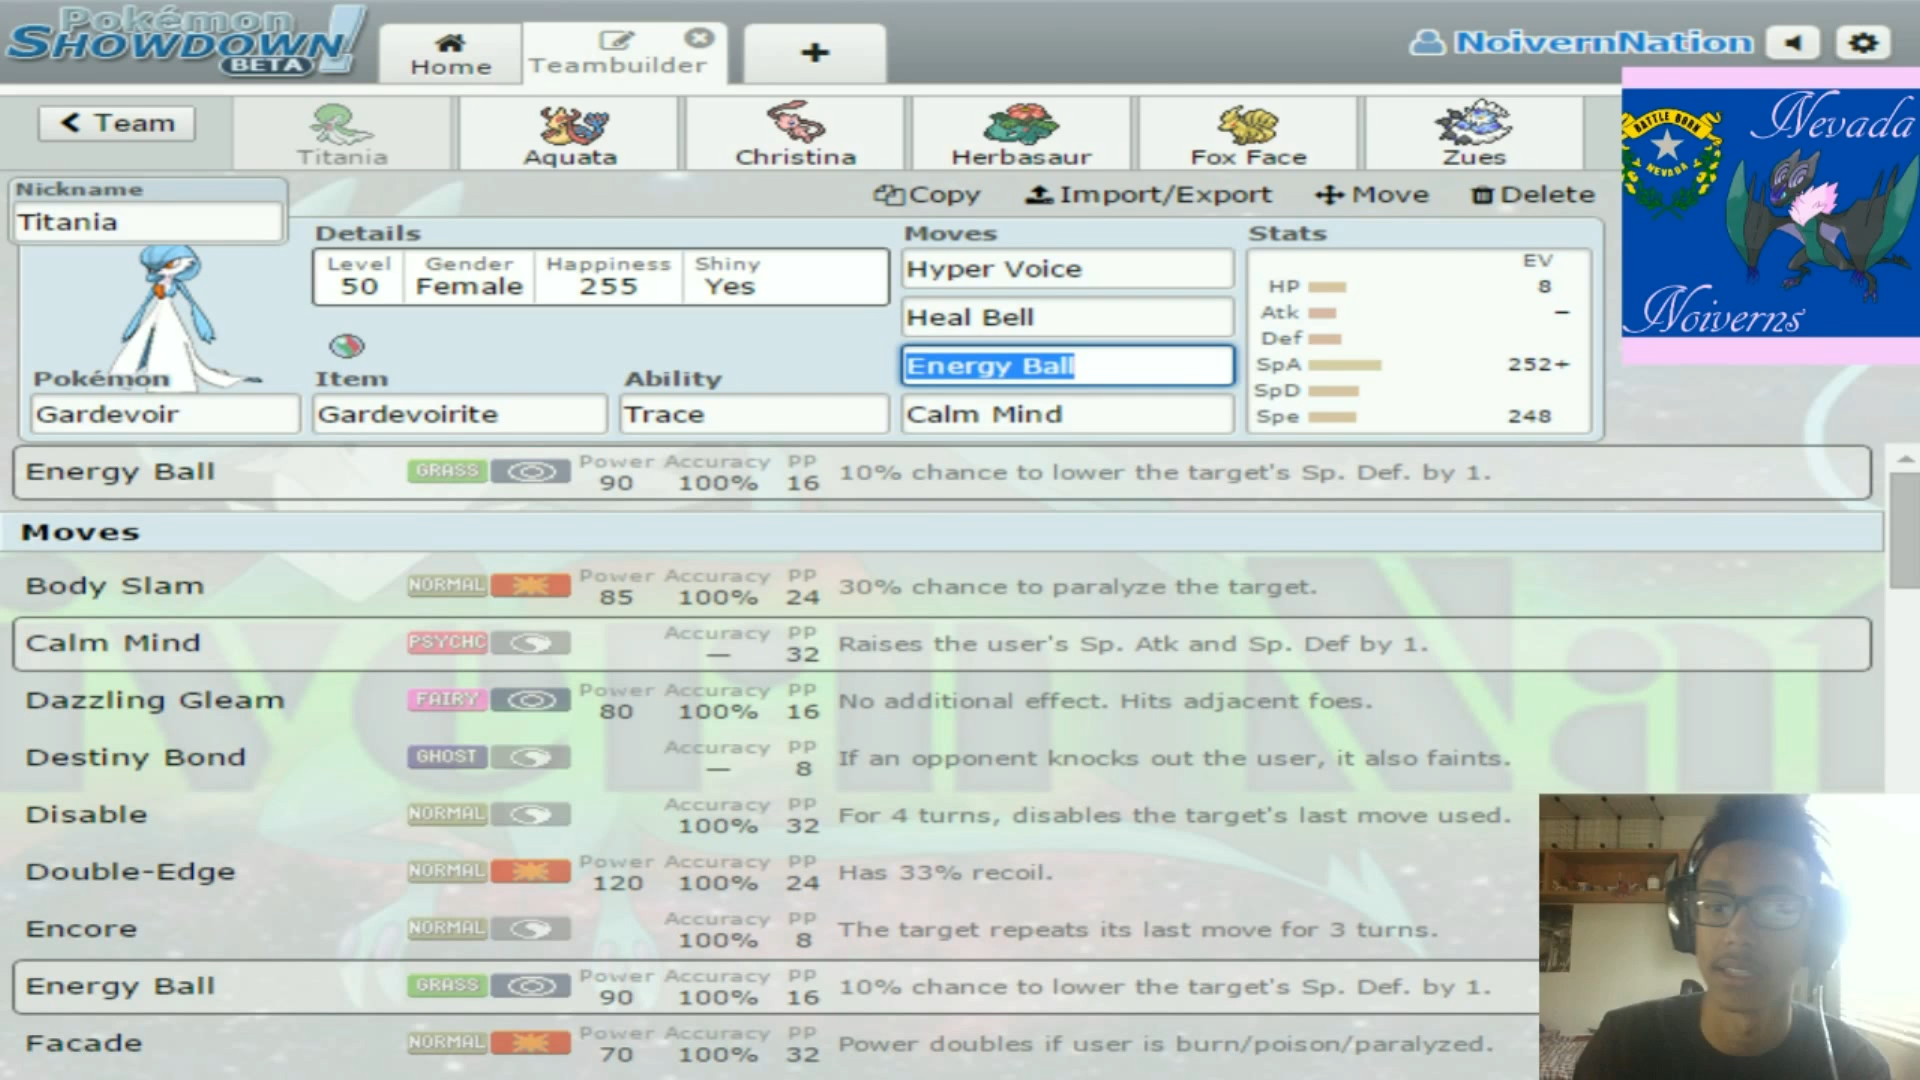 Pokémon
SHOWDOWN!
BETA
Home
Teambuilder
NoivernNation
Team
Titania
Aquata
Christina
Herbasaur
Fox Face
Zues
BATTLE BORN
NEVADA
Nevada
Noiverns
Nickname
Titania
Copy
Import/Export
Move
Delete
Details
Level
50
Gender
Female
Happiness
255
Shiny
Yes
Pokémon
Gardevoir
Item
Gardevoirite
Ability
Trace
Moves
Hyper Voice
Heal Bell
Energy Ball
Calm Mind
Stats
EV
HP 8
Atk –
Def
SpA 252+
SpD
Spe 248
Energy Ball GRASS Power 90 Accuracy 100% PP 16 10% chance to lower the target's Sp. Def. by 1.
Moves
Body Slam NORMAL Power 85 Accuracy 100% PP 24 30% chance to paralyze the target.
Calm Mind PSYCHC Accuracy — PP 32 Raises the user's Sp. Atk and Sp. Def by 1.
Dazzling Gleam FAIRY Power 80 Accuracy 100% PP 16 No additional effect. Hits adjacent foes.
Destiny Bond GHOST Accuracy — PP 8 If an opponent knocks out the user, it also faints.
Disable NORMAL Accuracy 100% PP 32 For 4 turns, disables the target's last move used.
Double-Edge NORMAL Power 120 Accuracy 100% PP 24 Has 33% recoil.
Encore NORMAL Accuracy 100% PP 8 The target repeats its last move for 3 turns.
Energy Ball GRASS Power 90 Accuracy 100% PP 16 10% chance to lower the target's Sp. Def. by 1.
Facade NORMAL Power 70 Accuracy 100% PP 32 Power doubles if user is burn/poison/paralyzed.